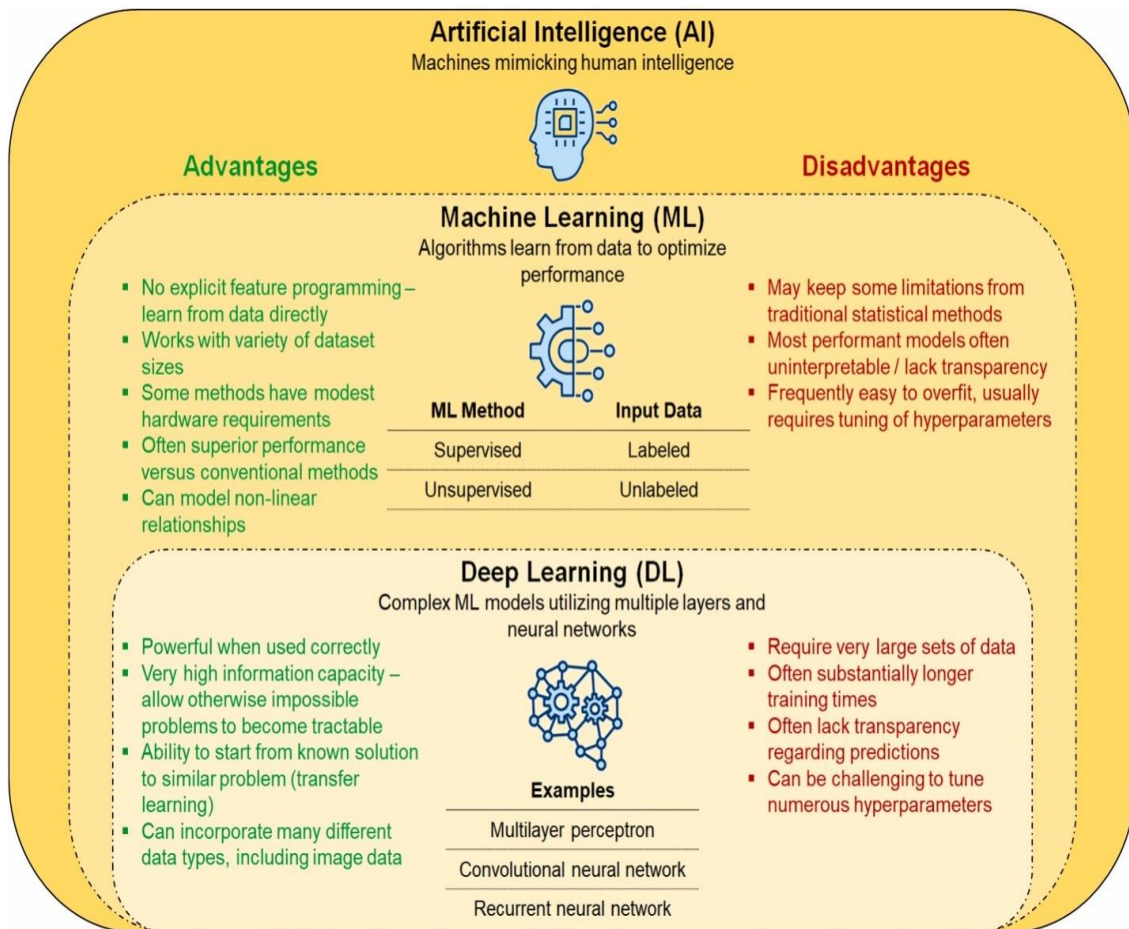 Artificial Intelligence (AI)
Machines mimicking human intelligence
Advantages
Disadvantages
Machine Learning (ML)
Algorithms learn from data to optimize
performance
▪ No explicit feature programming –
learn from data directly
▪ Works with variety of dataset
sizes
▪ Some methods have modest
hardware requirements
▪ Often superior performance
versus conventional methods
▪ Can model non-linear
relationships
ML Method Input Data
Supervised Labeled
Unsupervised Unlabeled
▪ May keep some limitations from
traditional statistical methods
▪ Most performant models often
uninterpretable / lack transparency
▪ Frequently easy to overfit, usually
requires tuning of hyperparameters
Deep Learning (DL)
Complex ML models utilizing multiple layers and
neural networks
▪ Powerful when used correctly
▪ Very high information capacity –
allow otherwise impossible
problems to become tractable
▪ Ability to start from known solution
to similar problem (transfer
learning)
▪ Can incorporate many different
data types, including image data
Examples
Multilayer perceptron
Convolutional neural network
Recurrent neural network
▪ Require very large sets of data
▪ Often substantially longer
training times
▪ Often lack transparency
regarding predictions
▪ Can be challenging to tune
numerous hyperparameters